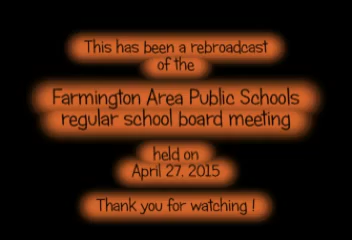 This has been a rebroadcast
of the
Farmington Area Public Schools
regular school board meeting
held on
April 27, 2015
Thank you for watching !